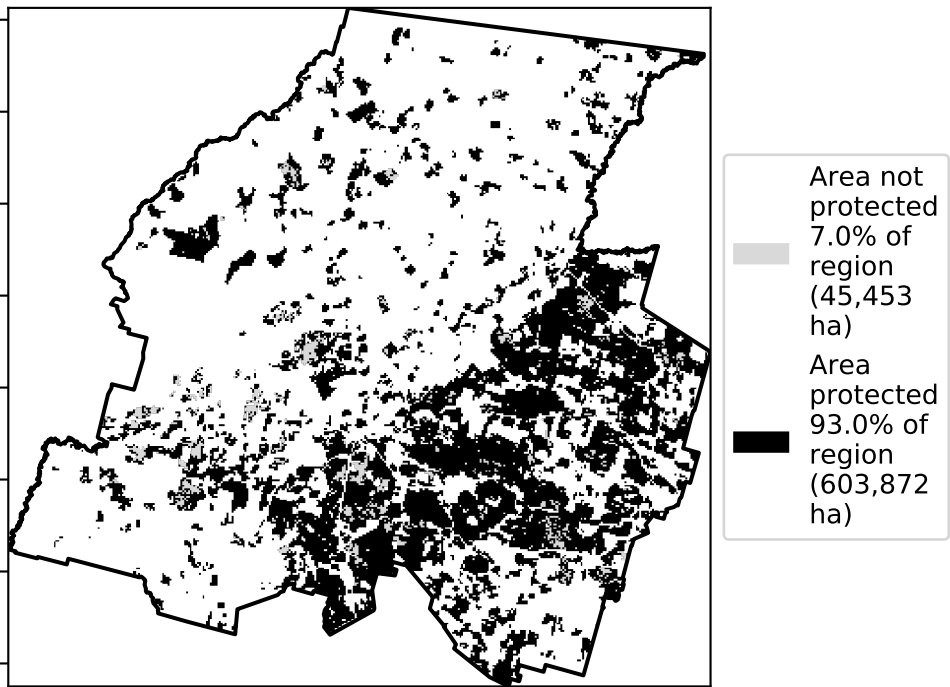 Area not
protected
7.0% of
region
(45,453
ha)
Area
protected
93.0% of
region
(603,872
ha)